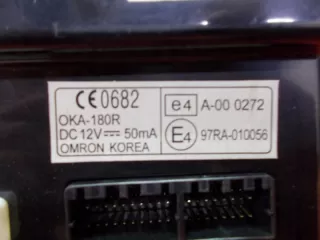 CE0682
OKA-180R
DC12V⎓50mA
OMRON KOREA
e4 A-00 0272
E4 97RA-010056